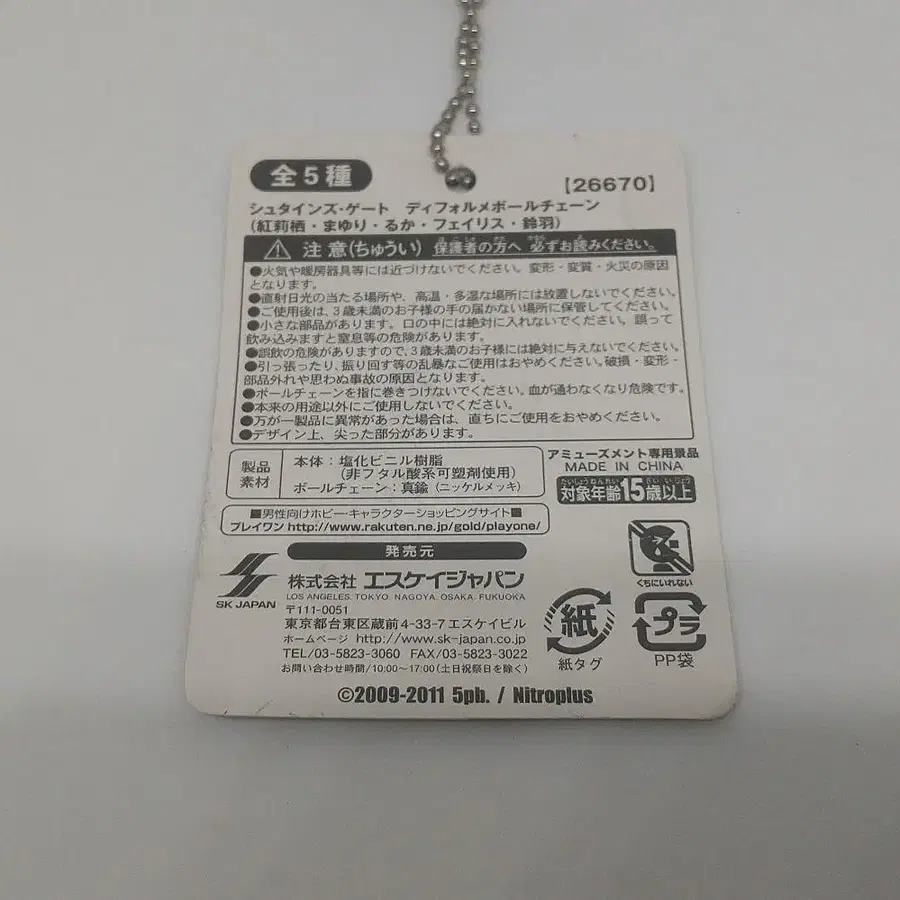 全5種
【26670】
シュタインズ・ゲート ディフォルメボールチェーン
(紅莉栖・まゆり・るか・フェイリス・鈴羽)
注意(ちゅうい) 保護者の方へ 必ずお読みください。
●火気や暖房器具等には近づけないでください。変形・変質・火災の原因
となります。
●直射日光の当たる場所や、高温・多湿な場所には放置しないでください。
●ご使用後は、3歳未満のお子様の手の届かない場所に保管してください。
●小さな部品があります。口の中には絶対に入れないでください。誤って
飲み込みますと窒息等の危険があります。
●誤飲の危険がありますので、3歳未満のお子様には絶対に与えないでください。
●引っ張ったり、振り回す等の乱暴なご使用はおやめください。破損・変形・
部品外れや思わぬ事故の原因となります。
●ボールチェーンを指に巻きつけないでください。血が通わなくなり危険です。
●本来の用途以外にご使用しないでください。
●万が一製品に異常があった場合は、直ちにご使用をおやめください。
●デザイン上、尖った部分があります。
製品
素材
本体:塩化ビニル樹脂
(非フタル酸系可塑剤使用)
ボールチェーン:真鍮(ニッケルメッキ)
アミューズメント専用景品
MADE IN CHINA
たいしょうねんれい さい いじょう
対象年齢15歳以上
■男性向けホビー・キャラクターショッピングサイト■
プレイワン http://www.rakuten.ne.jp/gold/playone/
発売元
SK JAPAN
株式会社 エスケイジャパン
LOS ANGELES. TOKYO. NAGOYA. OSAKA. FUKUOKA
〒111-0051
東京都台東区蔵前4-33-7エスケイビル
ホームページ http://www.sk-japan.co.jp
TEL/03-5823-3060 FAX/03-5823-3022
お問い合わせ時間/10:00〜17:00(土日祝祭日を除く)
くちにいれない
紙
紙タグ
プラ
PP袋
©2009-2011 5pb. / Nitroplus